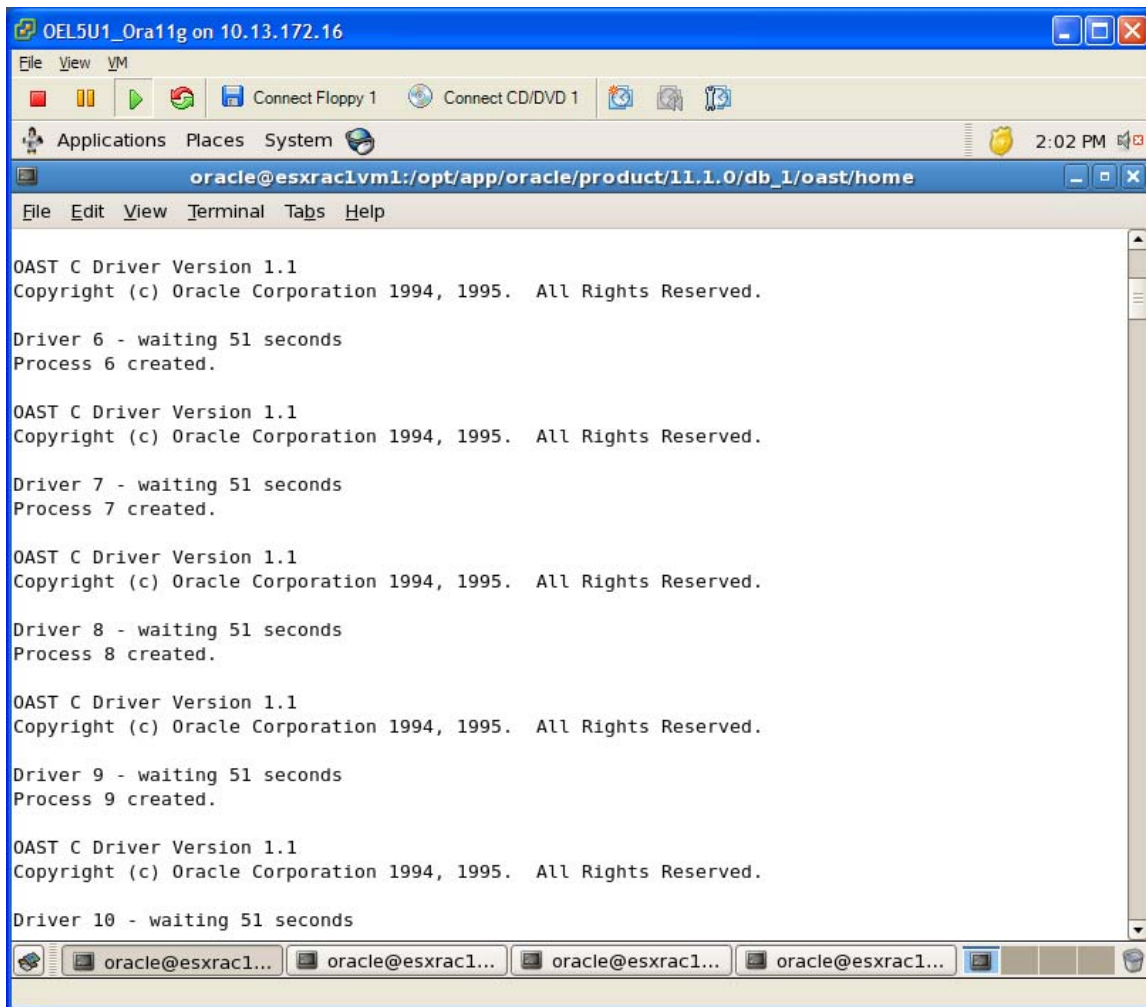 OEL5U1_Ora11g on 10.13.172.16
File View VM
Connect Floppy 1 Connect CD/DVD 1
Applications Places System 2:02 PM
oracle@esxrac1vm1:/opt/app/oracle/product/11.1.0/db_1/oast/home
File Edit View Terminal Tabs Help
OAST C Driver Version 1.1
Copyright (c) Oracle Corporation 1994, 1995.  All Rights Reserved.
Driver 6 - waiting 51 seconds
Process 6 created.
OAST C Driver Version 1.1
Copyright (c) Oracle Corporation 1994, 1995.  All Rights Reserved.
Driver 7 - waiting 51 seconds
Process 7 created.
OAST C Driver Version 1.1
Copyright (c) Oracle Corporation 1994, 1995.  All Rights Reserved.
Driver 8 - waiting 51 seconds
Process 8 created.
OAST C Driver Version 1.1
Copyright (c) Oracle Corporation 1994, 1995.  All Rights Reserved.
Driver 9 - waiting 51 seconds
Process 9 created.
OAST C Driver Version 1.1
Copyright (c) Oracle Corporation 1994, 1995.  All Rights Reserved.
Driver 10 - waiting 51 seconds
oracle@esxrac1... oracle@esxrac1... oracle@esxrac1... oracle@esxrac1...